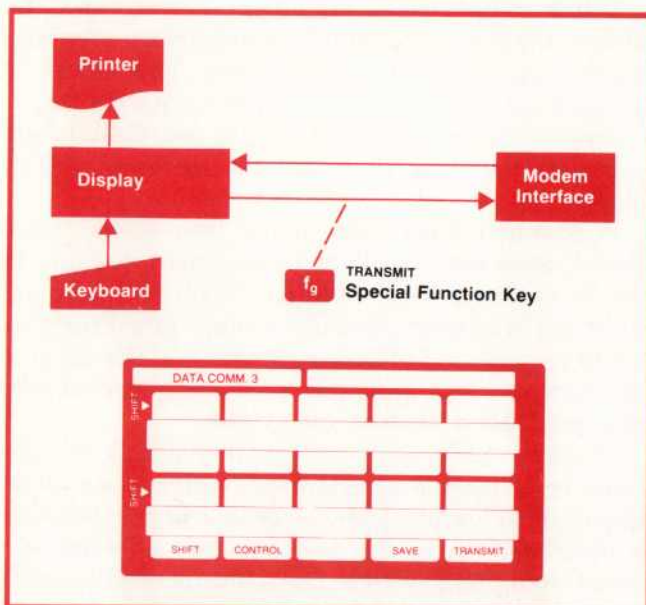 Printer
Display
Modem
Interface
Keyboard
f₉
TRANSMIT
Special Function Key
DATA COMM. 3
SHIFT
SHIFT
SHIFT CONTROL SAVE TRANSMIT